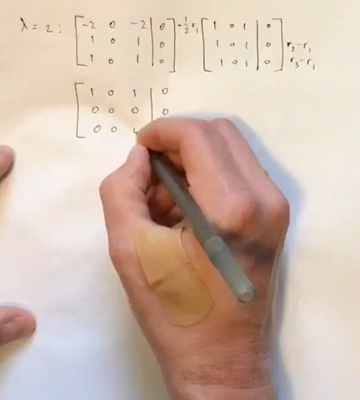 λ = 2: [ -2 0 -2 | 0 ] -½r₁ [ 1 0 1 | 0 ]
[ 1 0 1 | 0 ] [ 1 0 1 | 0 ] r₂-r₁
[ 1 0 1 | 0 ] [ 1 0 1 | 0 ] r₃-r₁
[ 1 0 1 | 0
[ 0 0 0 | 0
[ 0 0